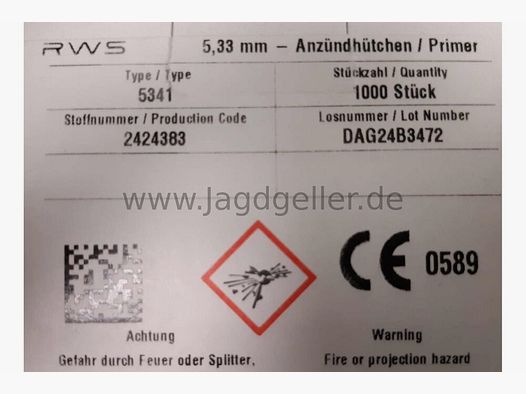 RWS 5,33 mm – Anzündhütchen / Primer
Type / Type Stückzahl / Quantity
5341 1000 Stück
Stoffnummer / Production Code Losnummer / Lot Number
2424383 DAG24B3472
www.Jagdgeller.de
CE 0589
Achtung Warning
Gefahr durch Feuer oder Splitter, Fire or projection hazard